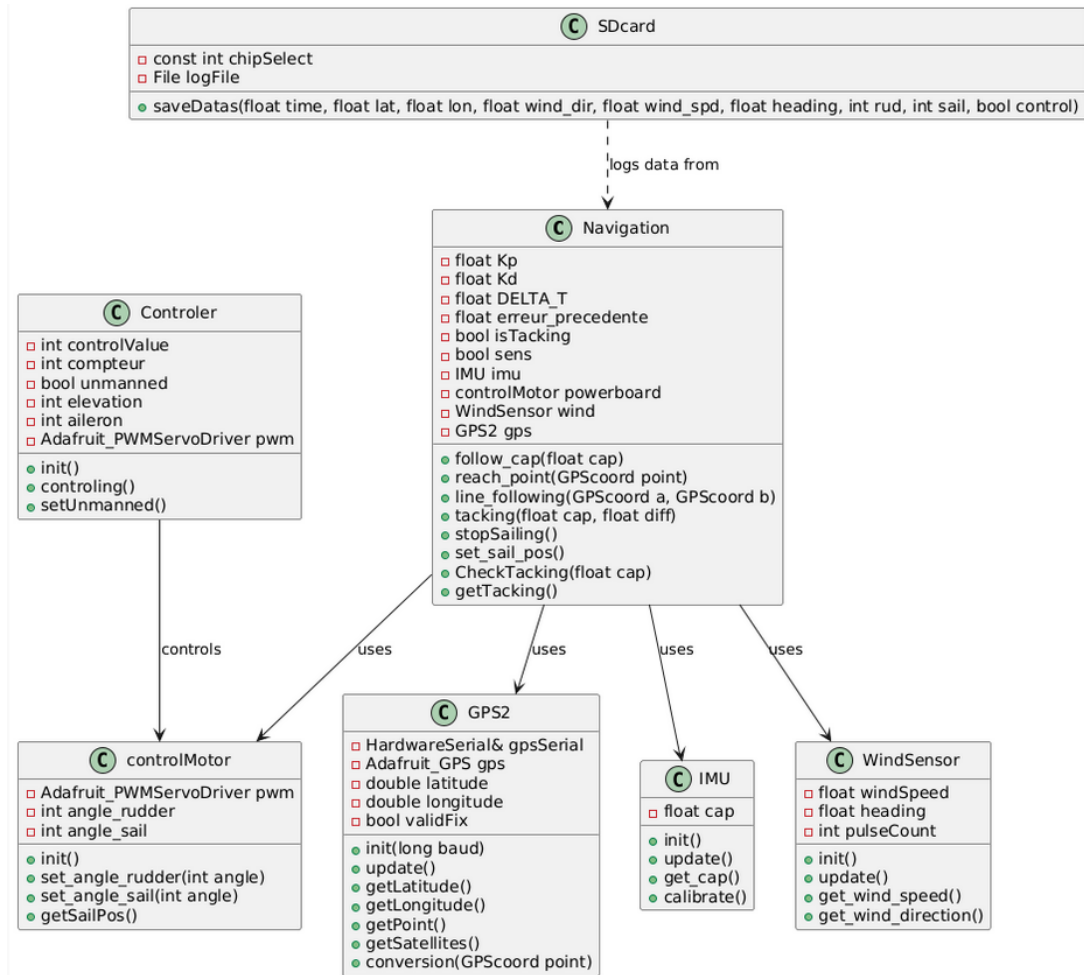 C SDcard
const int chipSelect
File logFile
saveDatas(float time, float lat, float lon, float wind_dir, float wind_spd, float heading, int rud, int sail, bool control)
logs data from
C Navigation
float Kp
float Kd
float DELTA_T
float erreur_precedente
bool isTacking
bool sens
IMU imu
controlMotor powerboard
WindSensor wind
GPS2 gps
follow_cap(float cap)
reach_point(GPScoord point)
line_following(GPScoord a, GPScoord b)
tacking(float cap, float diff)
stopSailing()
set_sail_pos()
CheckTacking(float cap)
getTacking()
C Controler
int controlValue
int compteur
bool unmanned
int elevation
int aileron
Adafruit_PWMServoDriver pwm
init()
controling()
setUnmanned()
controls
uses
uses
uses
uses
C controlMotor
Adafruit_PWMServoDriver pwm
int angle_rudder
int angle_sail
init()
set_angle_rudder(int angle)
set_angle_sail(int angle)
getSailPos()
C GPS2
HardwareSerial& gpsSerial
Adafruit_GPS gps
double latitude
double longitude
bool validFix
init(long baud)
update()
getLatitude()
getLongitude()
getPoint()
getSatellites()
conversion(GPScoord point)
C IMU
float cap
init()
update()
get_cap()
calibrate()
C WindSensor
float windSpeed
float heading
int pulseCount
init()
update()
get_wind_speed()
get_wind_direction()